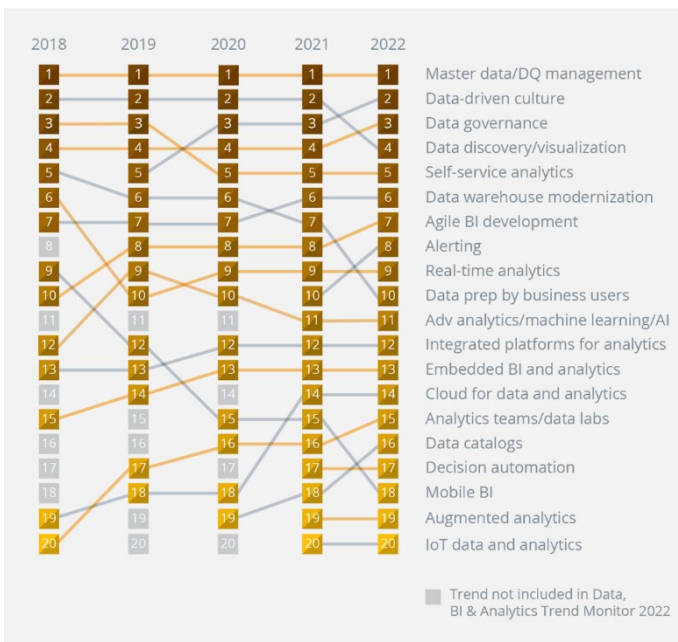 2018 2019 2020 2021 2022
1 1 1 1 1 Master data/DQ management
2 2 2 2 2 Data-driven culture
3 3 3 3 3 Data governance
4 4 4 4 4 Data discovery/visualization
5 5 5 5 5 Self-service analytics
6 6 6 6 6 Data warehouse modernization
7 7 7 7 7 Agile BI development
8 8 8 8 8 Alerting
9 9 9 9 9 Real-time analytics
10 10 10 10 10 Data prep by business users
11 11 11 11 11 Adv analytics/machine learning/AI
12 12 12 12 12 Integrated platforms for analytics
13 13 13 13 13 Embedded BI and analytics
14 14 14 14 14 Cloud for data and analytics
15 15 15 15 15 Analytics teams/data labs
16 16 16 16 16 Data catalogs
17 17 17 17 17 Decision automation
18 18 18 18 18 Mobile BI
19 19 19 19 19 Augmented analytics
20 20 20 20 20 IoT data and analytics
Trend not included in Data,
BI & Analytics Trend Monitor 2022